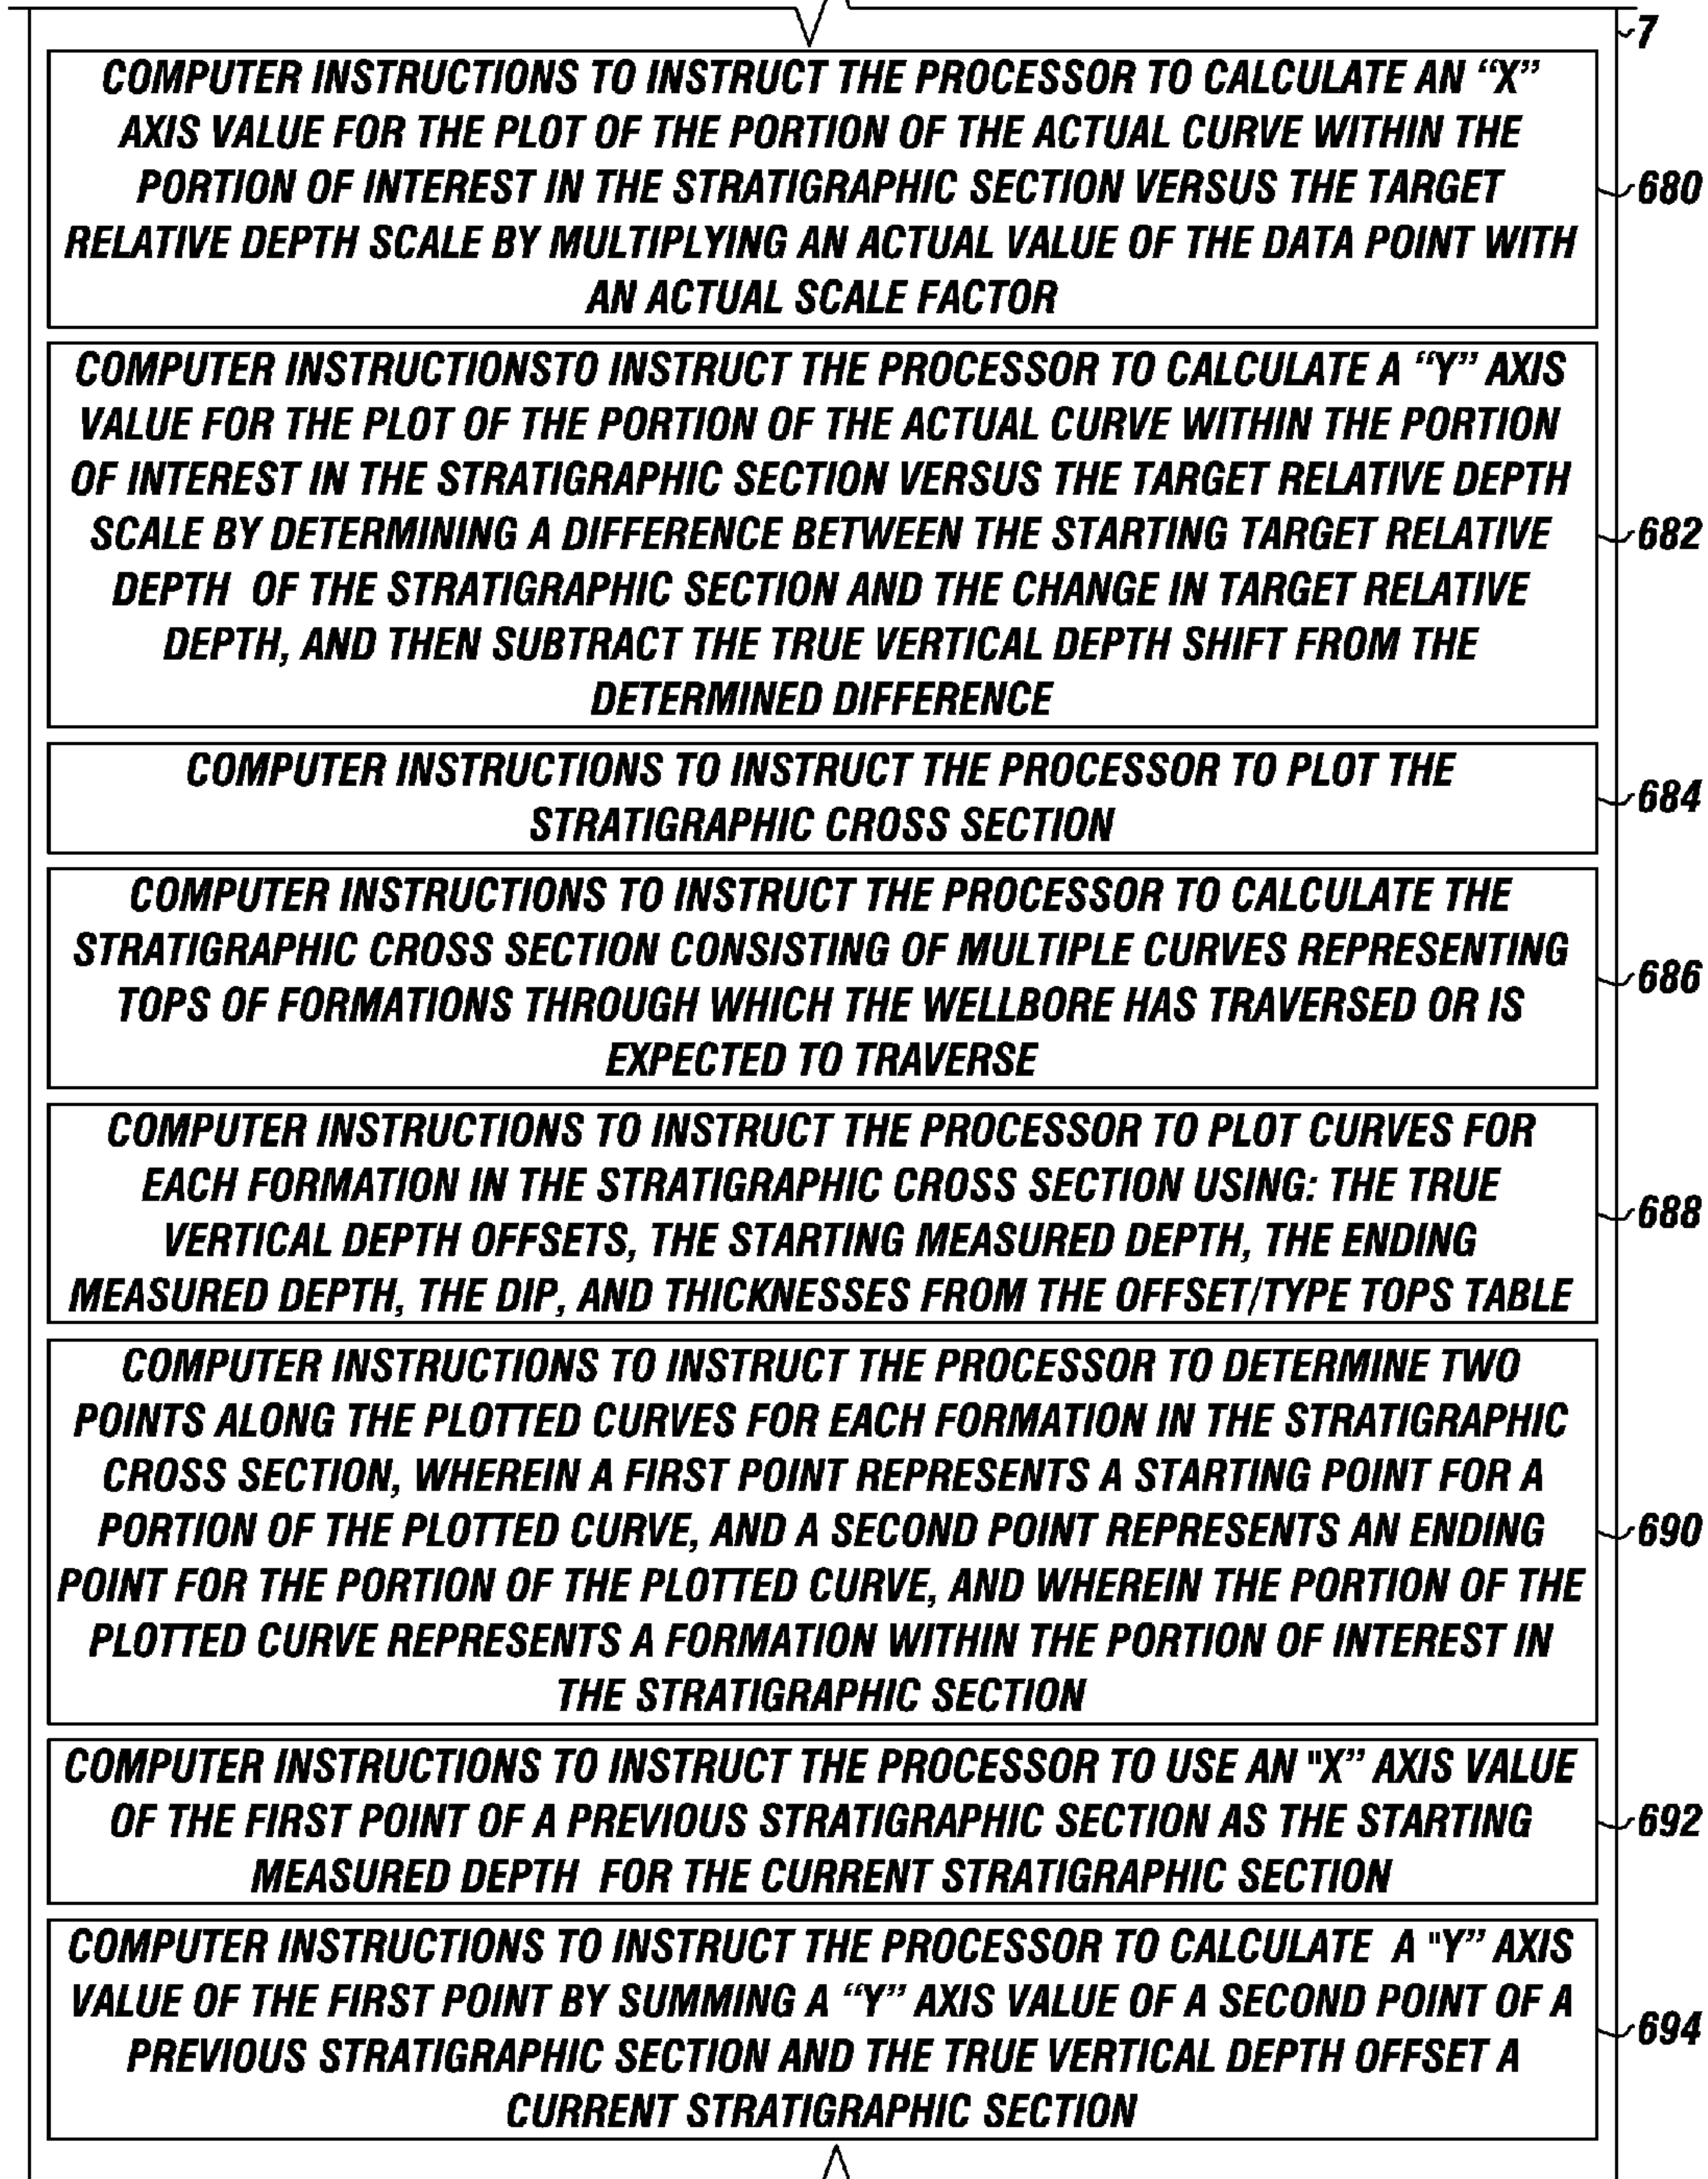 7
COMPUTER INSTRUCTIONS TO INSTRUCT THE PROCESSOR TO CALCULATE AN “X”
AXIS VALUE FOR THE PLOT OF THE PORTION OF THE ACTUAL CURVE WITHIN THE
PORTION OF INTEREST IN THE STRATIGRAPHIC SECTION VERSUS THE TARGET
RELATIVE DEPTH SCALE BY MULTIPLYING AN ACTUAL VALUE OF THE DATA POINT WITH
AN ACTUAL SCALE FACTOR
680
COMPUTER INSTRUCTIONSTO INSTRUCT THE PROCESSOR TO CALCULATE A “Y” AXIS
VALUE FOR THE PLOT OF THE PORTION OF THE ACTUAL CURVE WITHIN THE PORTION
OF INTEREST IN THE STRATIGRAPHIC SECTION VERSUS THE TARGET RELATIVE DEPTH
SCALE BY DETERMINING A DIFFERENCE BETWEEN THE STARTING TARGET RELATIVE
DEPTH OF THE STRATIGRAPHIC SECTION AND THE CHANGE IN TARGET RELATIVE
DEPTH, AND THEN SUBTRACT THE TRUE VERTICAL DEPTH SHIFT FROM THE
DETERMINED DIFFERENCE
682
COMPUTER INSTRUCTIONS TO INSTRUCT THE PROCESSOR TO PLOT THE
STRATIGRAPHIC CROSS SECTION
684
COMPUTER INSTRUCTIONS TO INSTRUCT THE PROCESSOR TO CALCULATE THE
STRATIGRAPHIC CROSS SECTION CONSISTING OF MULTIPLE CURVES REPRESENTING
TOPS OF FORMATIONS THROUGH WHICH THE WELLBORE HAS TRAVERSED OR IS
EXPECTED TO TRAVERSE
686
COMPUTER INSTRUCTIONS TO INSTRUCT THE PROCESSOR TO PLOT CURVES FOR
EACH FORMATION IN THE STRATIGRAPHIC CROSS SECTION USING: THE TRUE
VERTICAL DEPTH OFFSETS, THE STARTING MEASURED DEPTH, THE ENDING
MEASURED DEPTH, THE DIP, AND THICKNESSES FROM THE OFFSET/TYPE TOPS TABLE
688
COMPUTER INSTRUCTIONS TO INSTRUCT THE PROCESSOR TO DETERMINE TWO
POINTS ALONG THE PLOTTED CURVES FOR EACH FORMATION IN THE STRATIGRAPHIC
CROSS SECTION, WHEREIN A FIRST POINT REPRESENTS A STARTING POINT FOR A
PORTION OF THE PLOTTED CURVE, AND A SECOND POINT REPRESENTS AN ENDING
POINT FOR THE PORTION OF THE PLOTTED CURVE, AND WHEREIN THE PORTION OF THE
PLOTTED CURVE REPRESENTS A FORMATION WITHIN THE PORTION OF INTEREST IN
THE STRATIGRAPHIC SECTION
690
COMPUTER INSTRUCTIONS TO INSTRUCT THE PROCESSOR TO USE AN "X” AXIS VALUE
OF THE FIRST POINT OF A PREVIOUS STRATIGRAPHIC SECTION AS THE STARTING
MEASURED DEPTH FOR THE CURRENT STRATIGRAPHIC SECTION
692
COMPUTER INSTRUCTIONS TO INSTRUCT THE PROCESSOR TO CALCULATE A "Y” AXIS
VALUE OF THE FIRST POINT BY SUMMING A “Y” AXIS VALUE OF A SECOND POINT OF A
PREVIOUS STRATIGRAPHIC SECTION AND THE TRUE VERTICAL DEPTH OFFSET A
CURRENT STRATIGRAPHIC SECTION
694